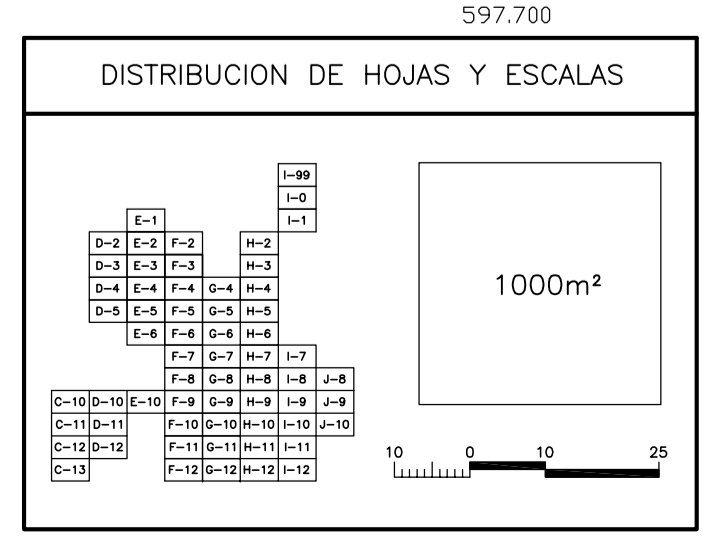 597.700
DISTRIBUCION DE HOJAS Y ESCALAS
I-99
I-0
E-1 I-1
D-2 E-2 F-2 H-2
D-3 E-3 F-3 H-3
D-4 E-4 F-4 G-4 H-4
D-5 E-5 F-5 G-5 H-5
E-6 F-6 G-6 H-6
F-7 G-7 H-7 I-7
F-8 G-8 H-8 I-8 J-8
C-10 D-10 E-10 F-9 G-9 H-9 I-9 J-9
C-11 D-11 F-10 G-10 H-10 I-10 J-10
C-12 D-12 F-11 G-11 H-11 I-11
C-13 F-12 G-12 H-12 I-12
1000m²
10 0 10 25